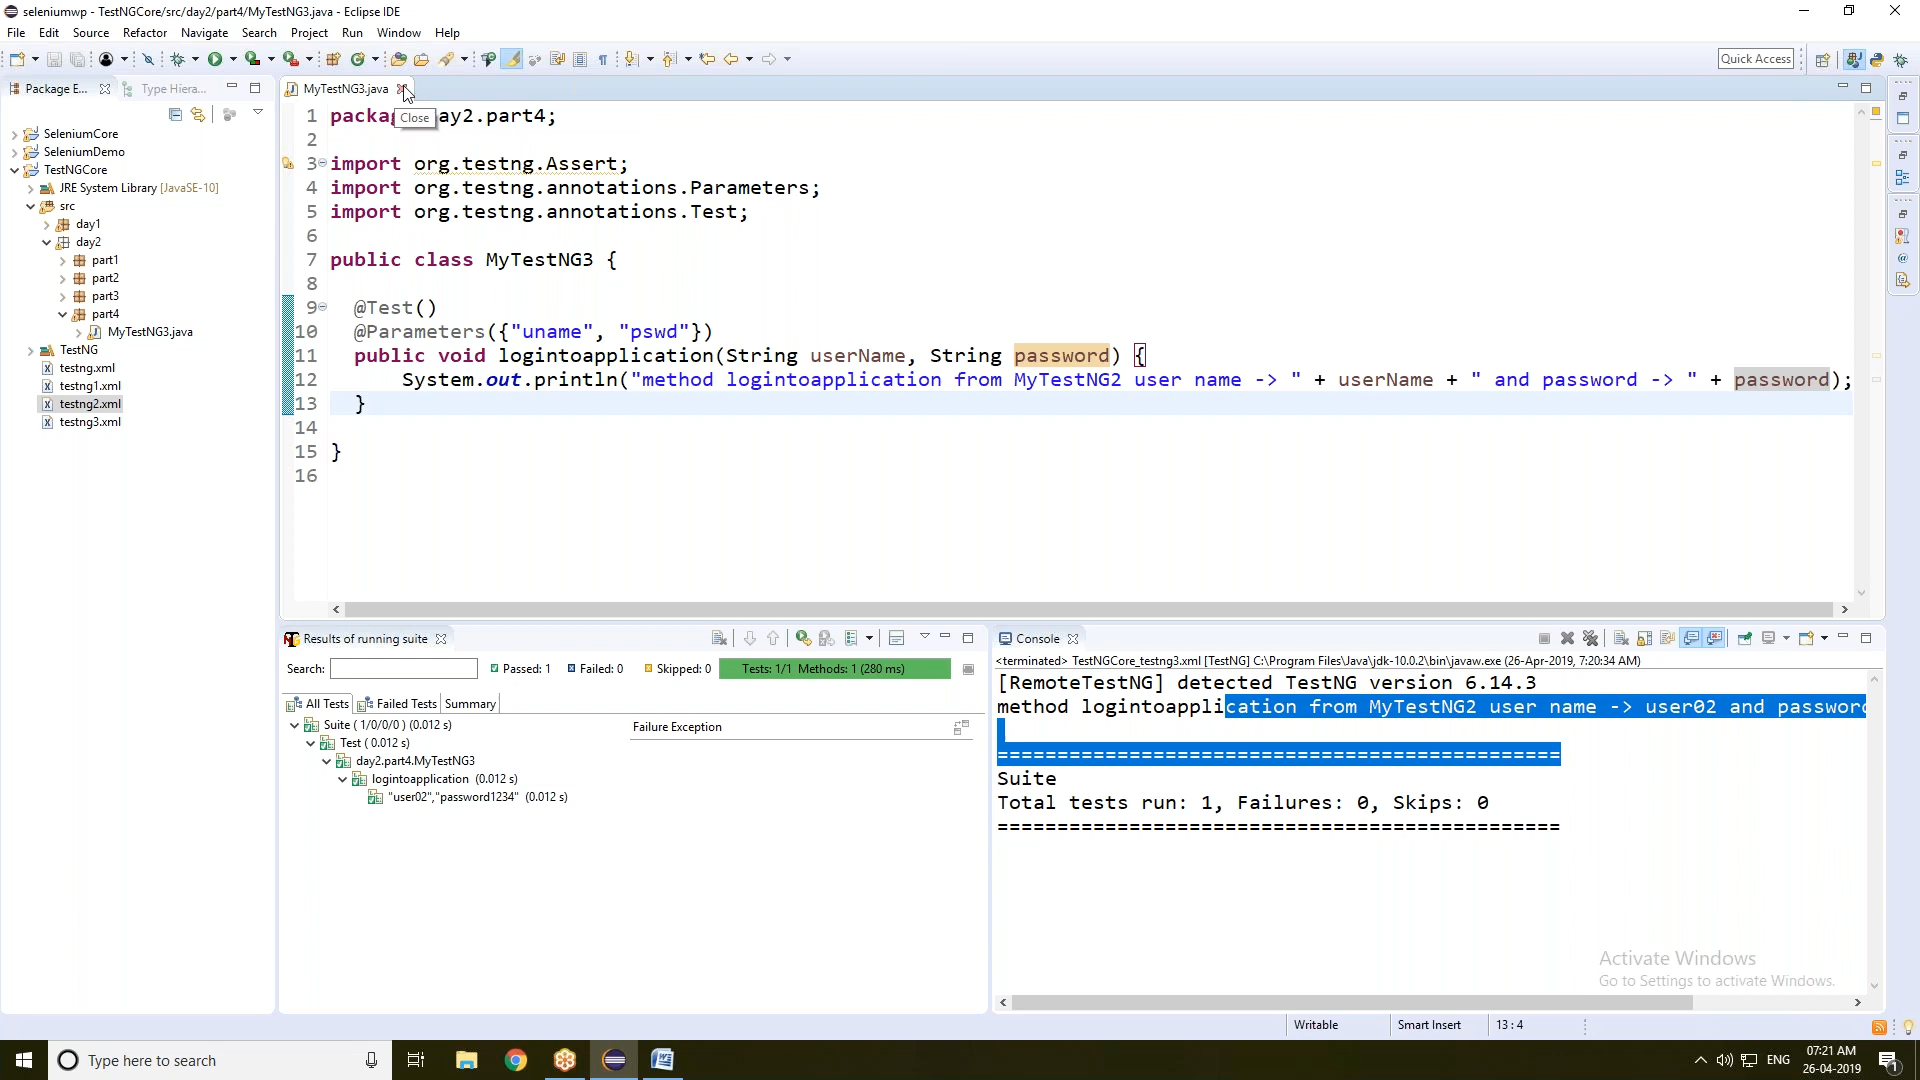 seleniumwp - TestNGCore/src/day2/part4/MyTestNG3.java - Eclipse IDE
File Edit Source Refactor Navigate Search Project Run Window Help
Quick Access
Package E... Type Hiera...
SeleniumCore
SeleniumDemo
TestNGCore
JRE System Library [JavaSE-10]
src
day1
day2
part1
part2
part3
part4
MyTestNG3.java
TestNG
testng.xml
testng1.xml
testng2.xml
testng3.xml
MyTestNG3.java
Close
1 packag ay2.part4;
2
3 import org.testng.Assert;
4 import org.testng.annotations.Parameters;
5 import org.testng.annotations.Test;
6
7 public class MyTestNG3 {
8
9 @Test()
10 @Parameters({"uname", "pswd"})
11 public void logintoapplication(String userName, String password) {
12 System.out.println("method logintoapplication from MyTestNG2 user name -> " + userName + " and password -> " + password);
13 }
14
15 }
16
Results of running suite
Search: Passed: 1 Failed: 0 Skipped: 0 Tests: 1/1 Methods: 1 (280 ms)
All Tests Failed Tests Summary
Suite ( 1/0/0/0 ) (0.012 s)
Test ( 0.012 s)
day2.part4.MyTestNG3
logintoapplication (0.012 s)
"user02","password1234" (0.012 s)
Failure Exception
Console
<terminated> TestNGCore_testng3.xml [TestNG] C:\Program Files\Java\jdk-10.0.2\bin\javaw.exe (26-Apr-2019, 7:20:34 AM)
[RemoteTestNG] detected TestNG version 6.14.3
method logintoapplication from MyTestNG2 user name -> user02 and password
===============================================
Suite
Total tests run: 1, Failures: 0, Skips: 0
===============================================
Activate Windows
Go to Settings to activate Windows.
Writable Smart Insert 13 : 4
Type here to search
ENG
07:21 AM
26-04-2019
1